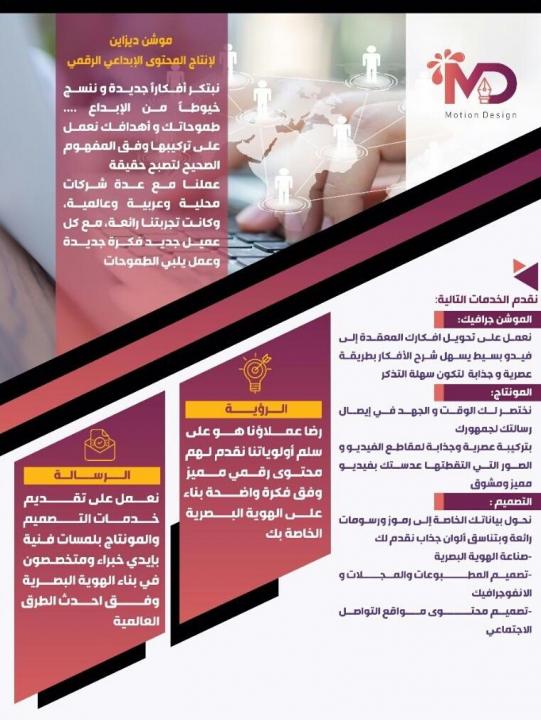 موشن ديزاين
لإنتاج المحتوى الإبداعي الرقمي
نبتكر أفكاراً جديدة و ننسج
خيوطاً من الإبداع ....
طموحاتك و أهدافك نعمل
على تركيبها وفق المفهوم
الصحيح لتصبح حقيقة
عملنا مع عدة شركات
محلية وعربية وعالمية،
وكانت تجربتنا رائعة، مع كل
عميل جديد فكرة جديدة
وعمل يلبي الطموحات
MD
Motion Design
نقدم الخدمات التالية:
الموشن جرافيك:
نعمل على تحويل افكارك المعقدة إلى
فيدو بسيط يسهل شرح الأفكار بطريقة
عصرية و جذابة لتكون سهلة التذكر
المونتاج:
نختصر لك الوقت و الجهد في إيصال
رسالتك لجمهورك
بتركيبة عصرية وجذابة لمقاطع الفيديو و
الصور التي التقطتها عدستك بفيديو
مميز ومشوق
التصميم :
نحول بياناتك الخاصة إلى رموز ورسومات
رائعة وبتناسق ألوان جذاب نقدم لك
-صناعة الهوية البصرية
-تصميم المطبوعات والمجلات و
الانفوجرافيك
-تصميم محتوى مواقع التواصل
الاجتماعي
الرؤية
رضا عملاؤنا هو على
سلم أولوياتنا نقدم لهم
محتوى رقمي مميز
وفق فكرة واضحة بناء
على الهوية البصرية
الخاصة بك
الرسالة
نعمل على تقديم
خدمات التصميم
والمونتاج بلمسات فنية
بإيدي خبراء ومتخصصون
في بناء الهوية البصرية
وفق احدث الطرق
العالمية